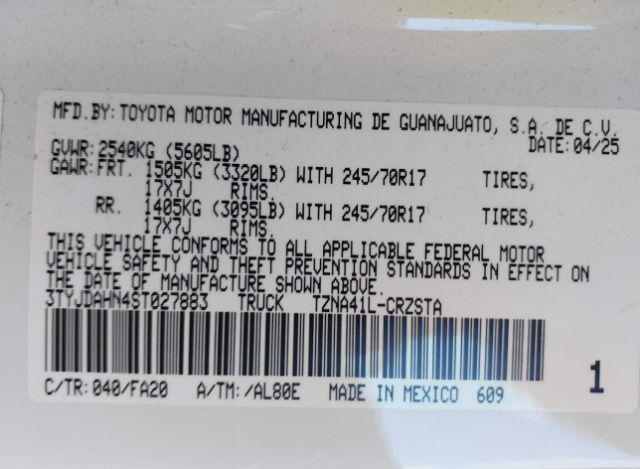 MFD.BY:TOYOTA MOTOR MANUFACTURING DE GUANAJUATO, S.A. DE C.V.
GVWR:2540KG (5605LB) DATE:04/25
GAWR:FRT. 1505KG (3320LB) WITH 245/70R17 TIRES,
17X7J RIMS.
RR. 1405KG (3095LB) WITH 245/70R17 TIRES,
17X7J RIMS.
THIS VEHICLE CONFORMS TO ALL APPLICABLE FEDERAL MOTOR
VEHICLE SAFETY AND THEFT PREVENTION STANDARDS IN EFFECT ON
THE DATE OF MANUFACTURE SHOWN ABOVE.
3TYJDAHN4ST027883 TRUCK TZNA41L-CRZSTA
1
C/TR:040/FA20 A/TM:/AL80E MADE IN MEXICO 609